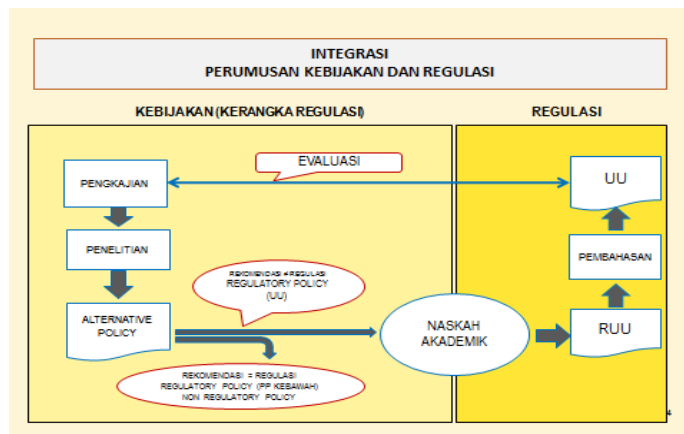 INTEGRASI
PERUMUSAN KEBIJAKAN DAN REGULASI
KEBIJAKAN (KERANGKA REGULASI)
REGULASI
EVALUASI
PENGKAJIAN
UU
PENELITIAN
PEMBAHASAN
REKOMENDASI ≠ REGULASI
REGULATORY POLICY
(UU)
ALTERNATIVE
POLICY
NASKAH
AKADEMIK
RUU
REKOMENDASI = REGULASI
REGULATORY POLICY (PP KEBAWAH)
NON REGULATORY POLICY
4